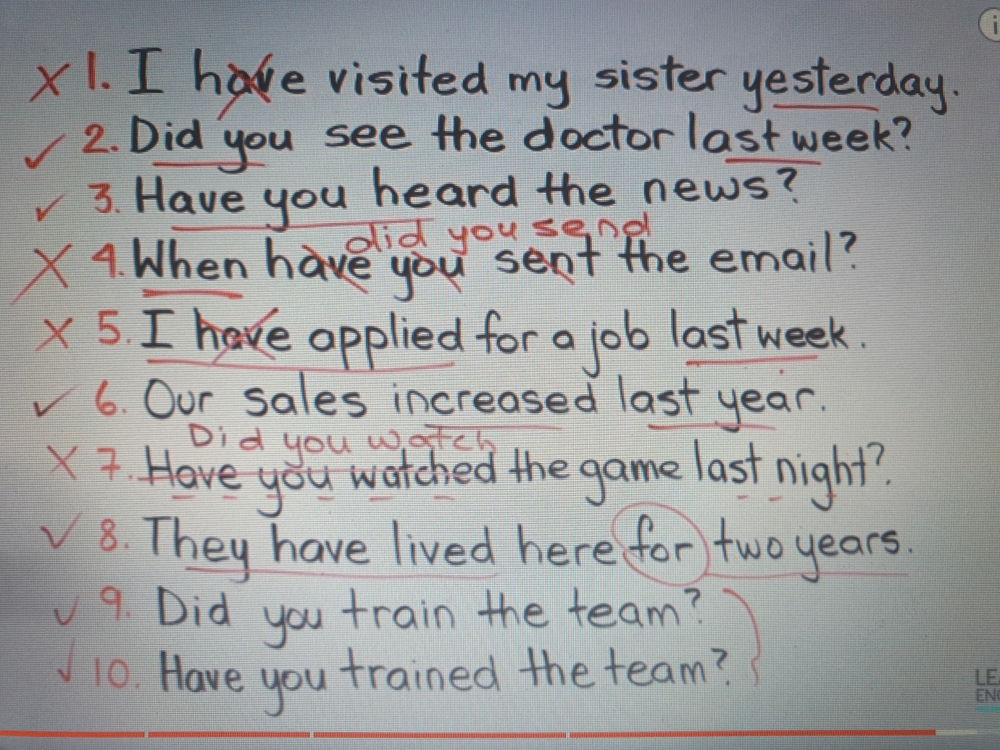 i
X 1. I have visited my sister yesterday.
✓ 2. Did you see the doctor last week?
✓ 3. Have you heard the news?
did you send
X 4. When have you sent the email?
X 5. I have applied for a job last week.
✓ 6. Our sales increased last year.
Did you watch
X 7. Have you watched the game last night?
✓ 8. They have lived here for two years.
✓ 9. Did you train the team?
✓ 10. Have you trained the team?